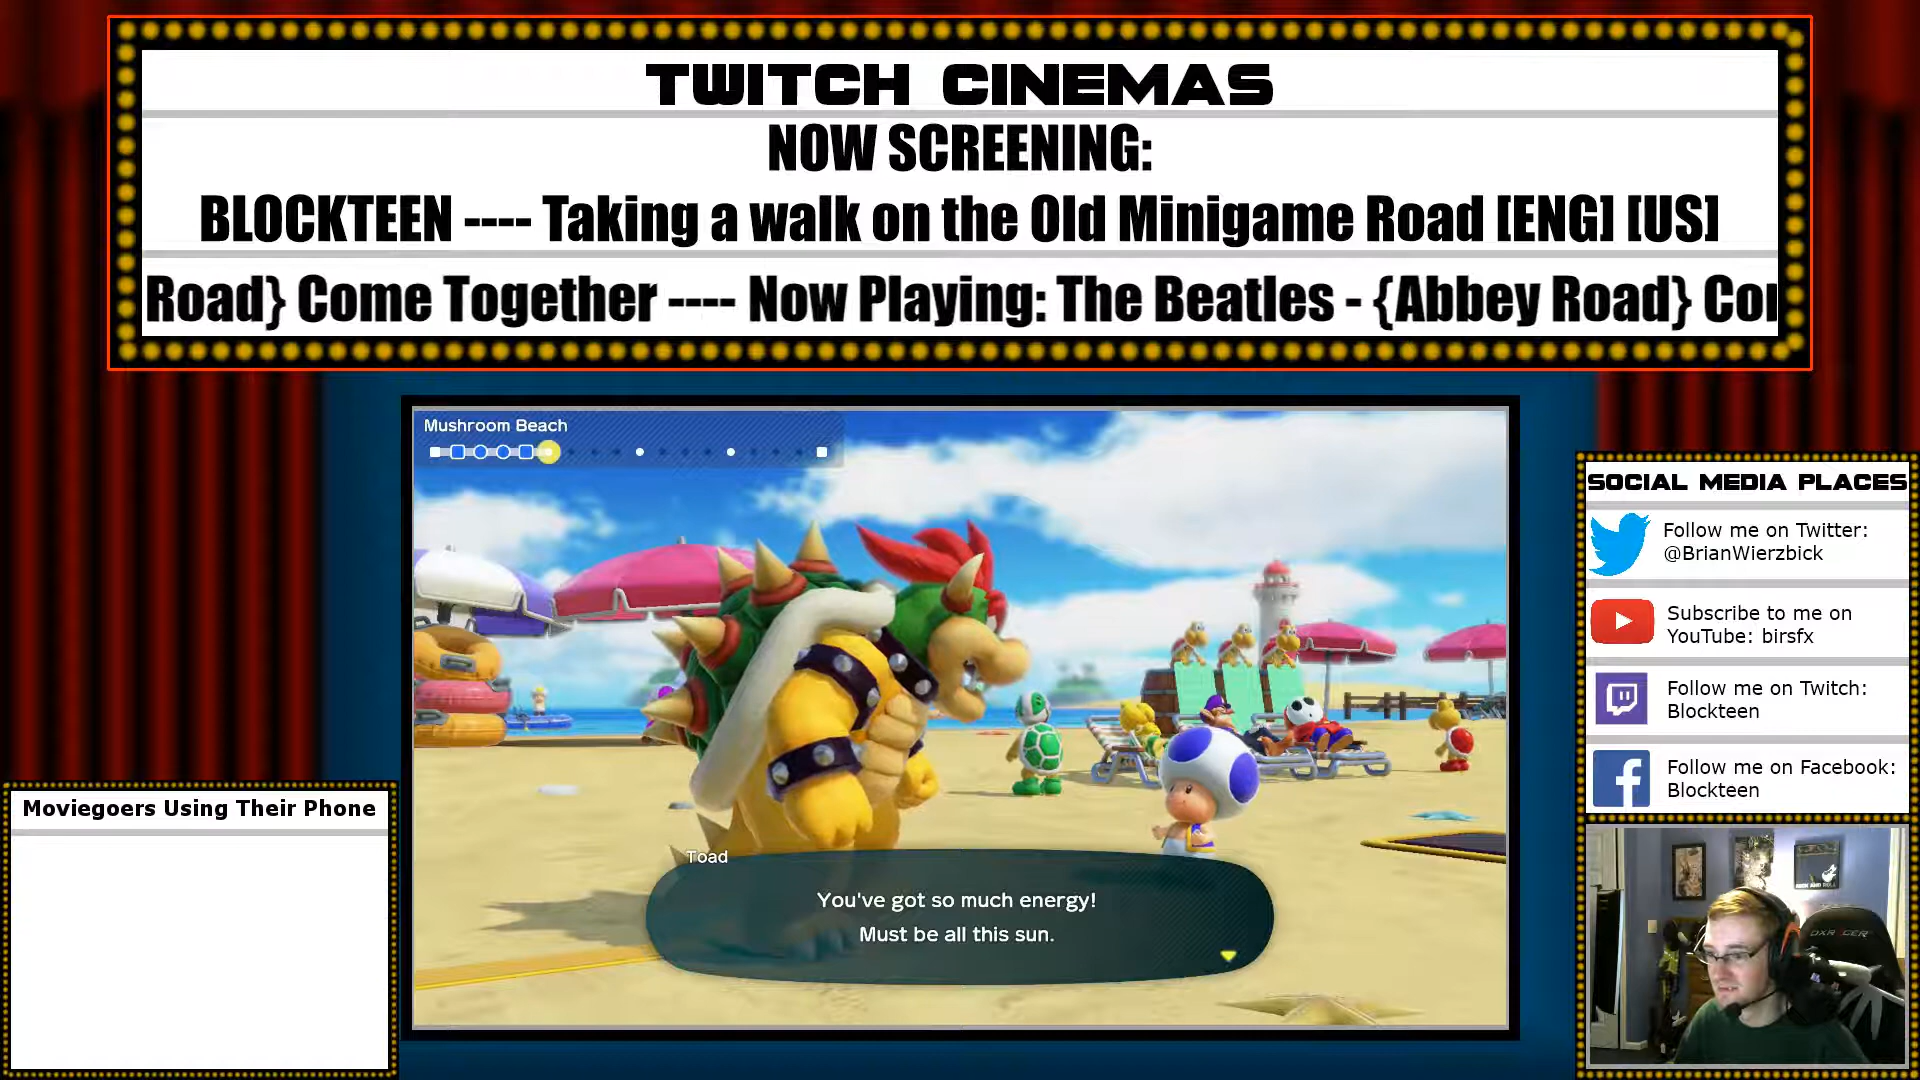 TWITCH CINEMAS
NOW SCREENING:
BLOCKTEEN ---- Taking a walk on the Old Minigame Road [ENG] [US]
Road} Come Together ---- Now Playing: The Beatles - {Abbey Road} Co
Mushroom Beach
Toad
You've got so much energy!
Must be all this sun.
Moviegoers Using Their Phone
SOCIAL MEDIA PLACES
Follow me on Twitter:
@BrianWierzbick
Subscribe to me on
YouTube: birsfx
Follow me on Twitch:
Blockteen
Follow me on Facebook:
Blockteen